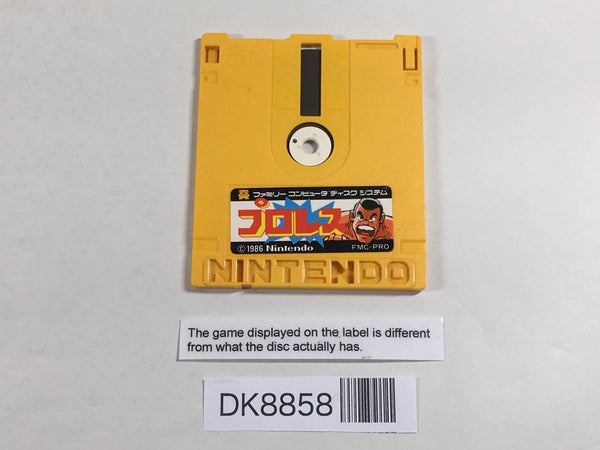 ファミリー コンピュータ ディスク システム
プロレス
©1986 Nintendo
FMC-PRO
NINTENDO
The game displayed on the label is different
from what the disc actually has.
DK8858